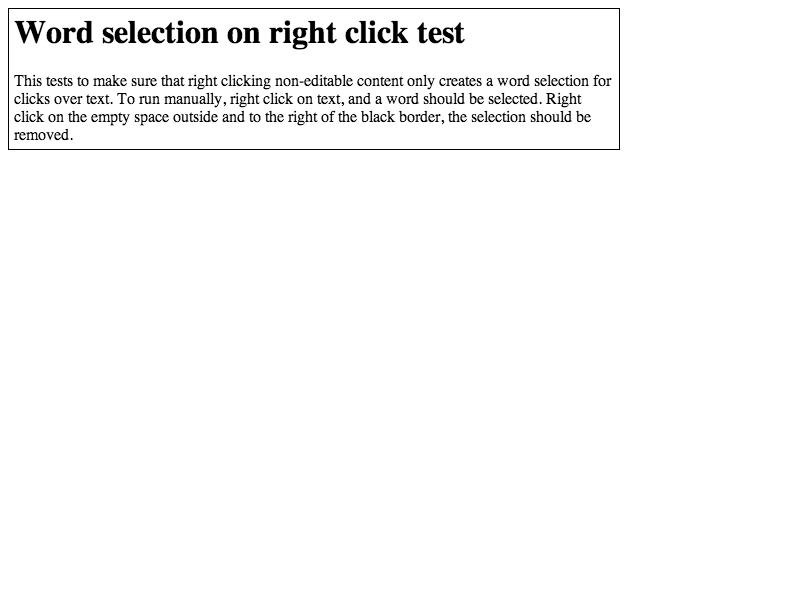 Word selection on right click test
This tests to make sure that right clicking non-editable content only creates a word selection for
clicks over text. To run manually, right click on text, and a word should be selected. Right
click on the empty space outside and to the right of the black border, the selection should be
removed.